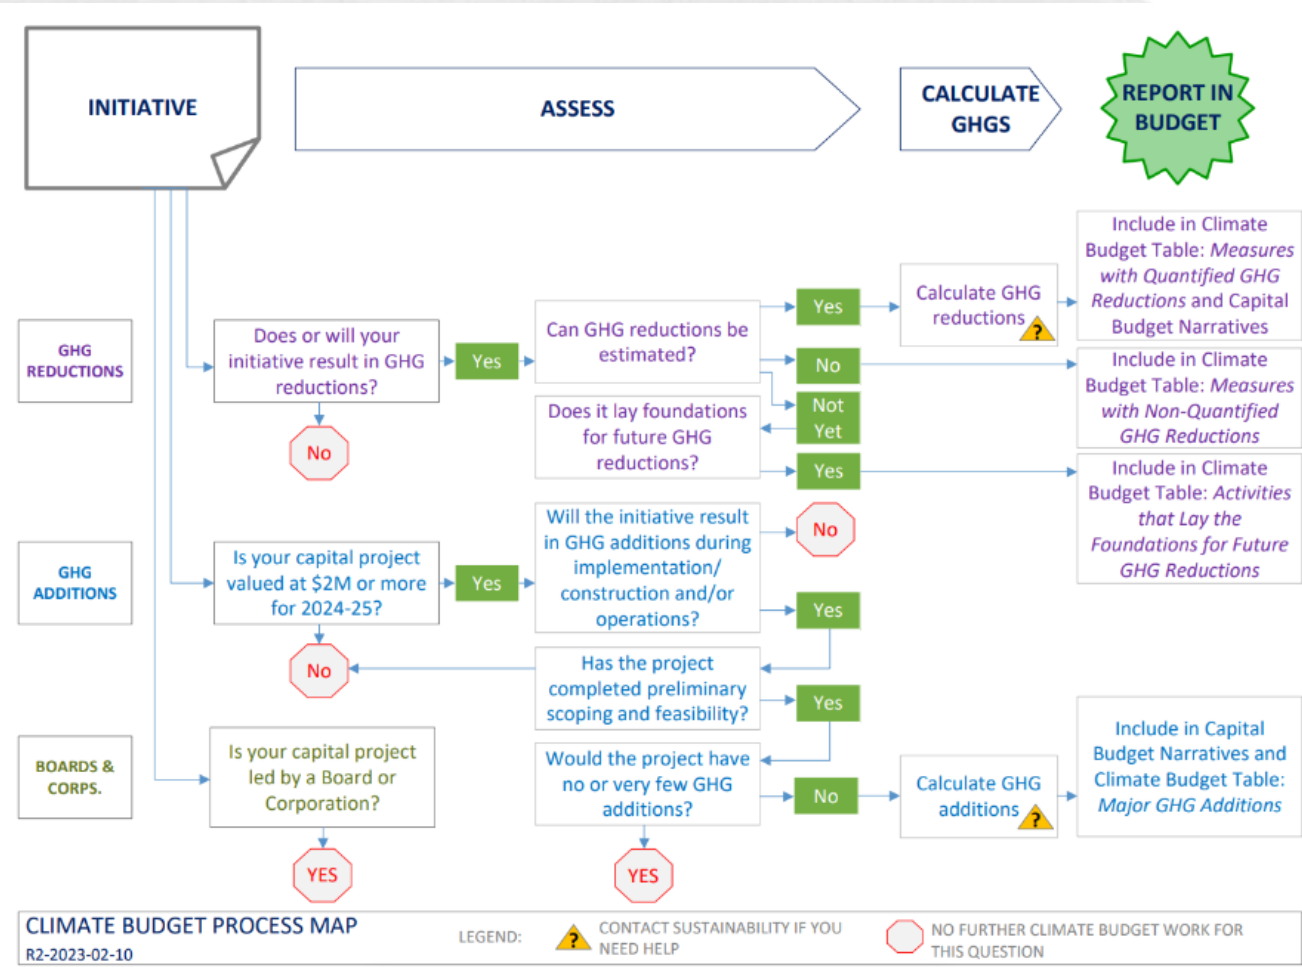 INITIATIVE
ASSESS
CALCULATE
GHGS
REPORT IN
BUDGET
GHG
REDUCTIONS
Does or will your
initiative result in GHG
reductions?
Yes
No
Can GHG reductions be
estimated?
Yes
Calculate GHG
reductions
?
Include in Climate
Budget Table: Measures
with Quantified GHG
Reductions and Capital
Budget Narratives
No
Include in Climate
Budget Table: Measures
with Non-Quantified
GHG Reductions
Not
Yet
Does it lay foundations
for future GHG
reductions?
Yes
Include in Climate
Budget Table: Activities
that Lay the
Foundations for Future
GHG Reductions
GHG
ADDITIONS
Is your capital project
valued at $2M or more
for 2024-25?
Yes
No
Will the initiative result
in GHG additions during
implementation/
construction and/or
operations?
No
Yes
Has the project
completed preliminary
scoping and feasibility?
Yes
Would the project have
no or very few GHG
additions?
No
YES
Calculate GHG
additions
?
Include in Capital
Budget Narratives and
Climate Budget Table:
Major GHG Additions
BOARDS &
CORPS.
Is your capital project
led by a Board or
Corporation?
YES
CLIMATE BUDGET PROCESS MAP
R2-2023-02-10
LEGEND:
?
CONTACT SUSTAINABILITY IF YOU
NEED HELP
NO FURTHER CLIMATE BUDGET WORK FOR
THIS QUESTION